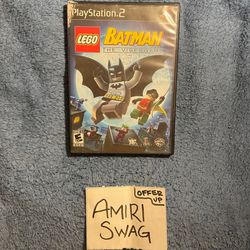 PlayStation 2
LEGO BATMAN
THE VIDEOGAME
E
OFFER
UP
AMIRI
SWAG